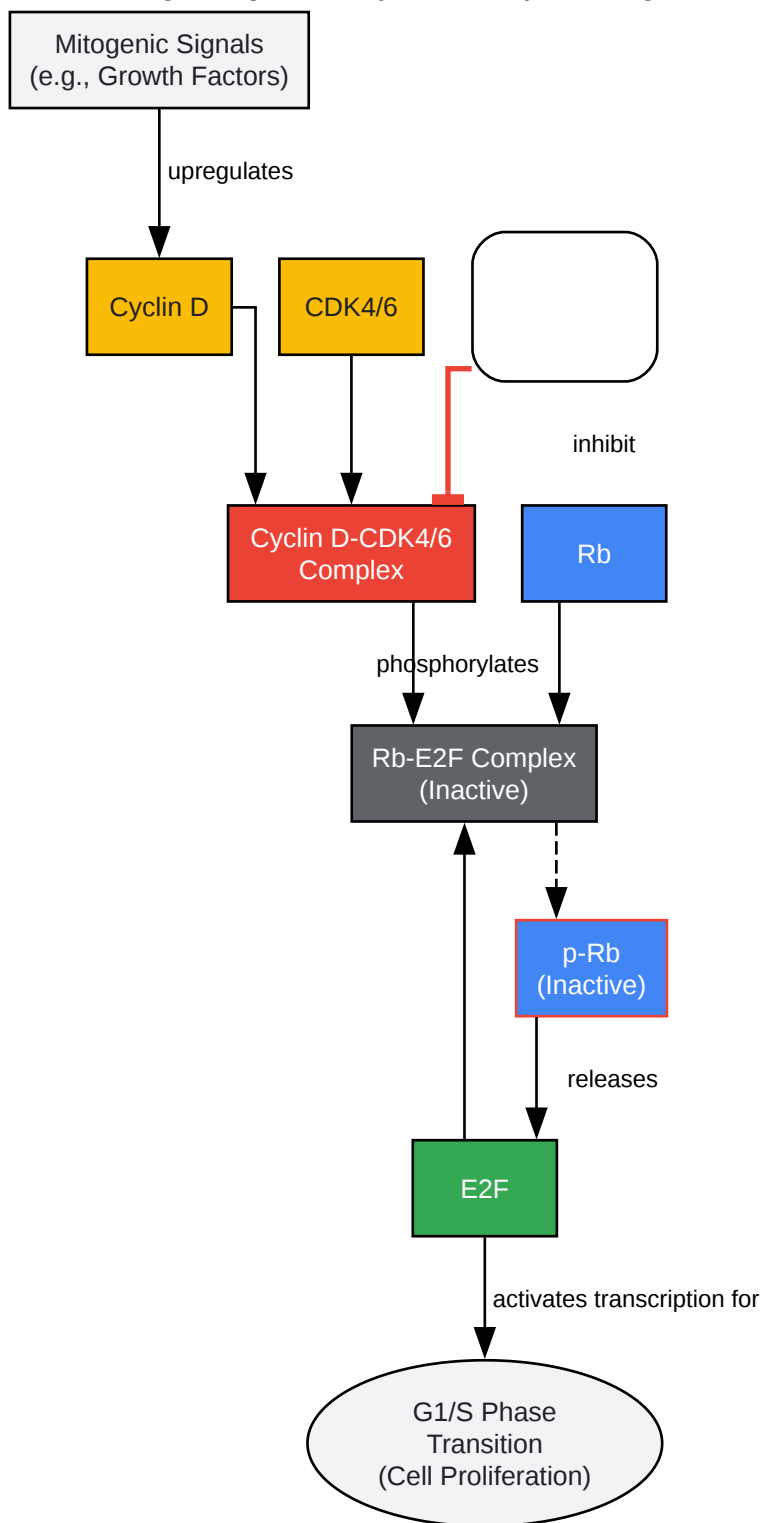 Mitogenic Signals
(e.g., Growth Factors)
upregulates
Cyclin D
CDK4/6
inhibit
Cyclin D-CDK4/6
Complex
Rb
phosphorylates
Rb-E2F Complex
(Inactive)
p-Rb
(Inactive)
releases
E2F
activates transcription for
G1/S Phase
Transition
(Cell Proliferation)